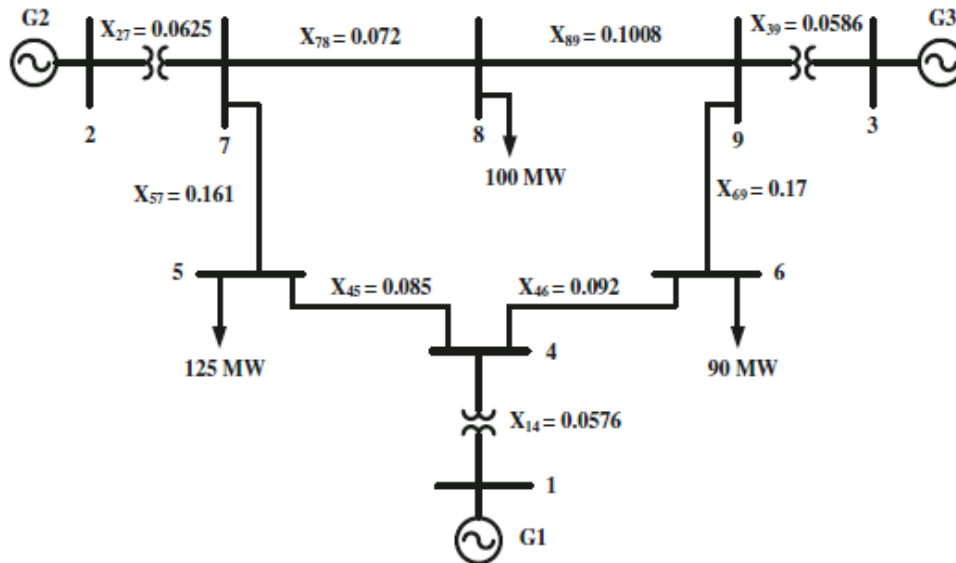 G2
X27 = 0.0625
X78 = 0.072
X89 = 0.1008
X39 = 0.0586
G3
2
7
8
9
3
100 MW
X57 = 0.161
X69 = 0.17
5
X45 = 0.085
X46 = 0.092
6
125 MW
4
90 MW
X14 = 0.0576
1
G1